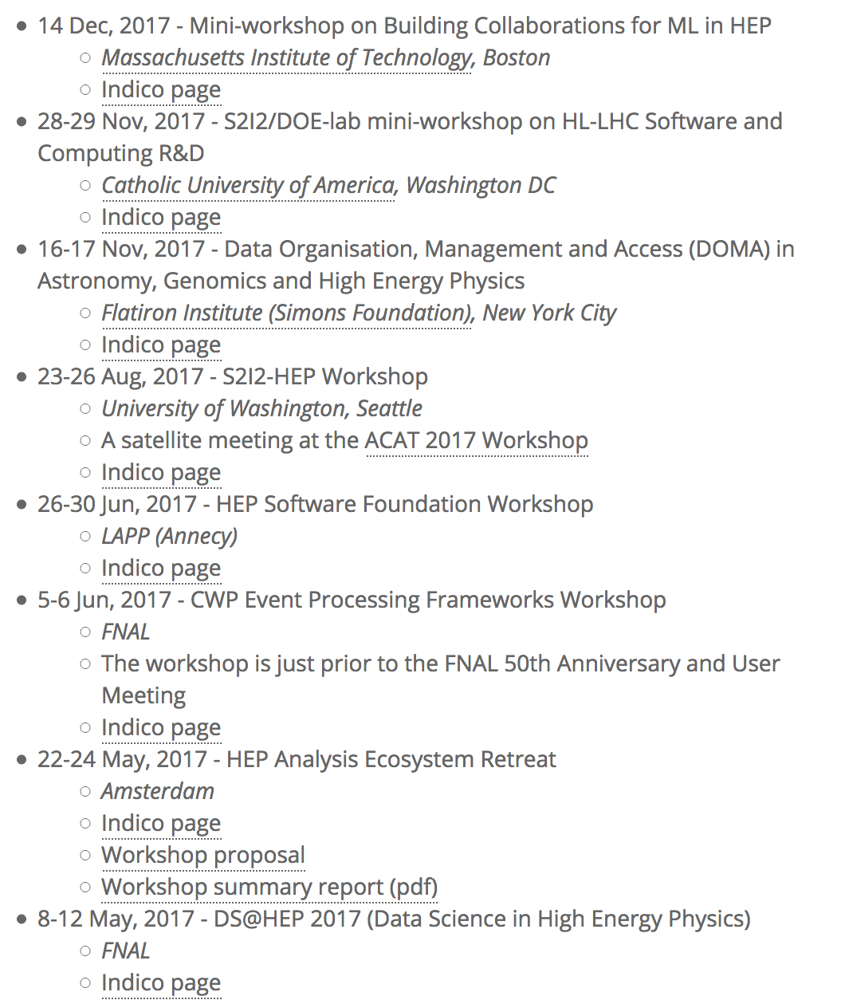 14 Dec, 2017 - Mini-workshop on Building Collaborations for ML in HEP
Massachusetts Institute of Technology, Boston
Indico page
28-29 Nov, 2017 - S2I2/DOE-lab mini-workshop on HL-LHC Software and
Computing R&D
Catholic University of America, Washington DC
Indico page
16-17 Nov, 2017 - Data Organisation, Management and Access (DOMA) in
Astronomy, Genomics and High Energy Physics
Flatiron Institute (Simons Foundation), New York City
Indico page
23-26 Aug, 2017 - S2I2-HEP Workshop
University of Washington, Seattle
A satellite meeting at the ACAT 2017 Workshop
Indico page
26-30 Jun, 2017 - HEP Software Foundation Workshop
LAPP (Annecy)
Indico page
5-6 Jun, 2017 - CWP Event Processing Frameworks Workshop
FNAL
The workshop is just prior to the FNAL 50th Anniversary and User
Meeting
Indico page
22-24 May, 2017 - HEP Analysis Ecosystem Retreat
Amsterdam
Indico page
Workshop proposal
Workshop summary report (pdf)
8-12 May, 2017 - DS@HEP 2017 (Data Science in High Energy Physics)
FNAL
Indico page